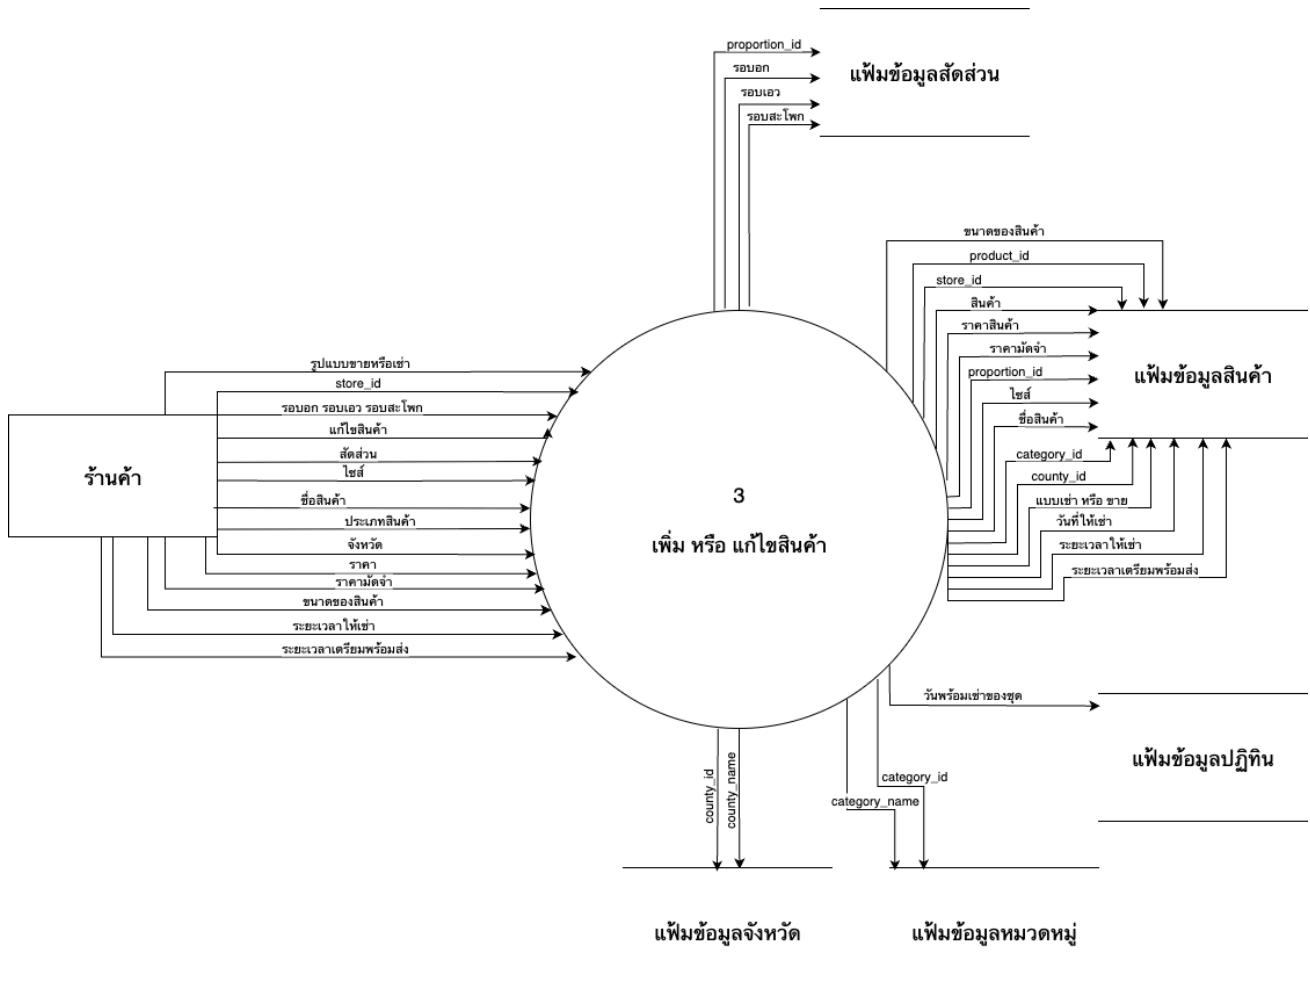 proportion_id
รอบอก
รอบเอว
รอบสะโพก
แฟ้มข้อมูลสัดส่วน
ขนาดของสินค้า
product_id
store_id
สินค้า
ราคาสินค้า
ราคามัดจำ
proportion_id
ไซส์
ชื่อสินค้า
แฟ้มข้อมูลสินค้า
category_id
county_id
แบบเช่า หรือ ขาย
วันที่ให้เช่า
ระยะเวลาให้เช่า
ระยะเวลาเตรียมพร้อมส่ง
รูปแบบขายหรือเช่า
store_id
รอบอก รอบเอว รอบสะโพก
แก้ไขสินค้า
สัดส่วน
ไซส์
ชื่อสินค้า
ประเภทสินค้า
จังหวัด
ราคา
ราคามัดจำ
ขนาดของสินค้า
ระยะเวลาให้เช่า
ระยะเวลาเตรียมพร้อมส่ง
ร้านค้า
3
เพิ่ม หรือ แก้ไขสินค้า
วันพร้อมเช่าของชุด
แฟ้มข้อมูลปฏิทิน
county_id
county_name
category_id
category_name
แฟ้มข้อมูลจังหวัด
แฟ้มข้อมูลหมวดหมู่